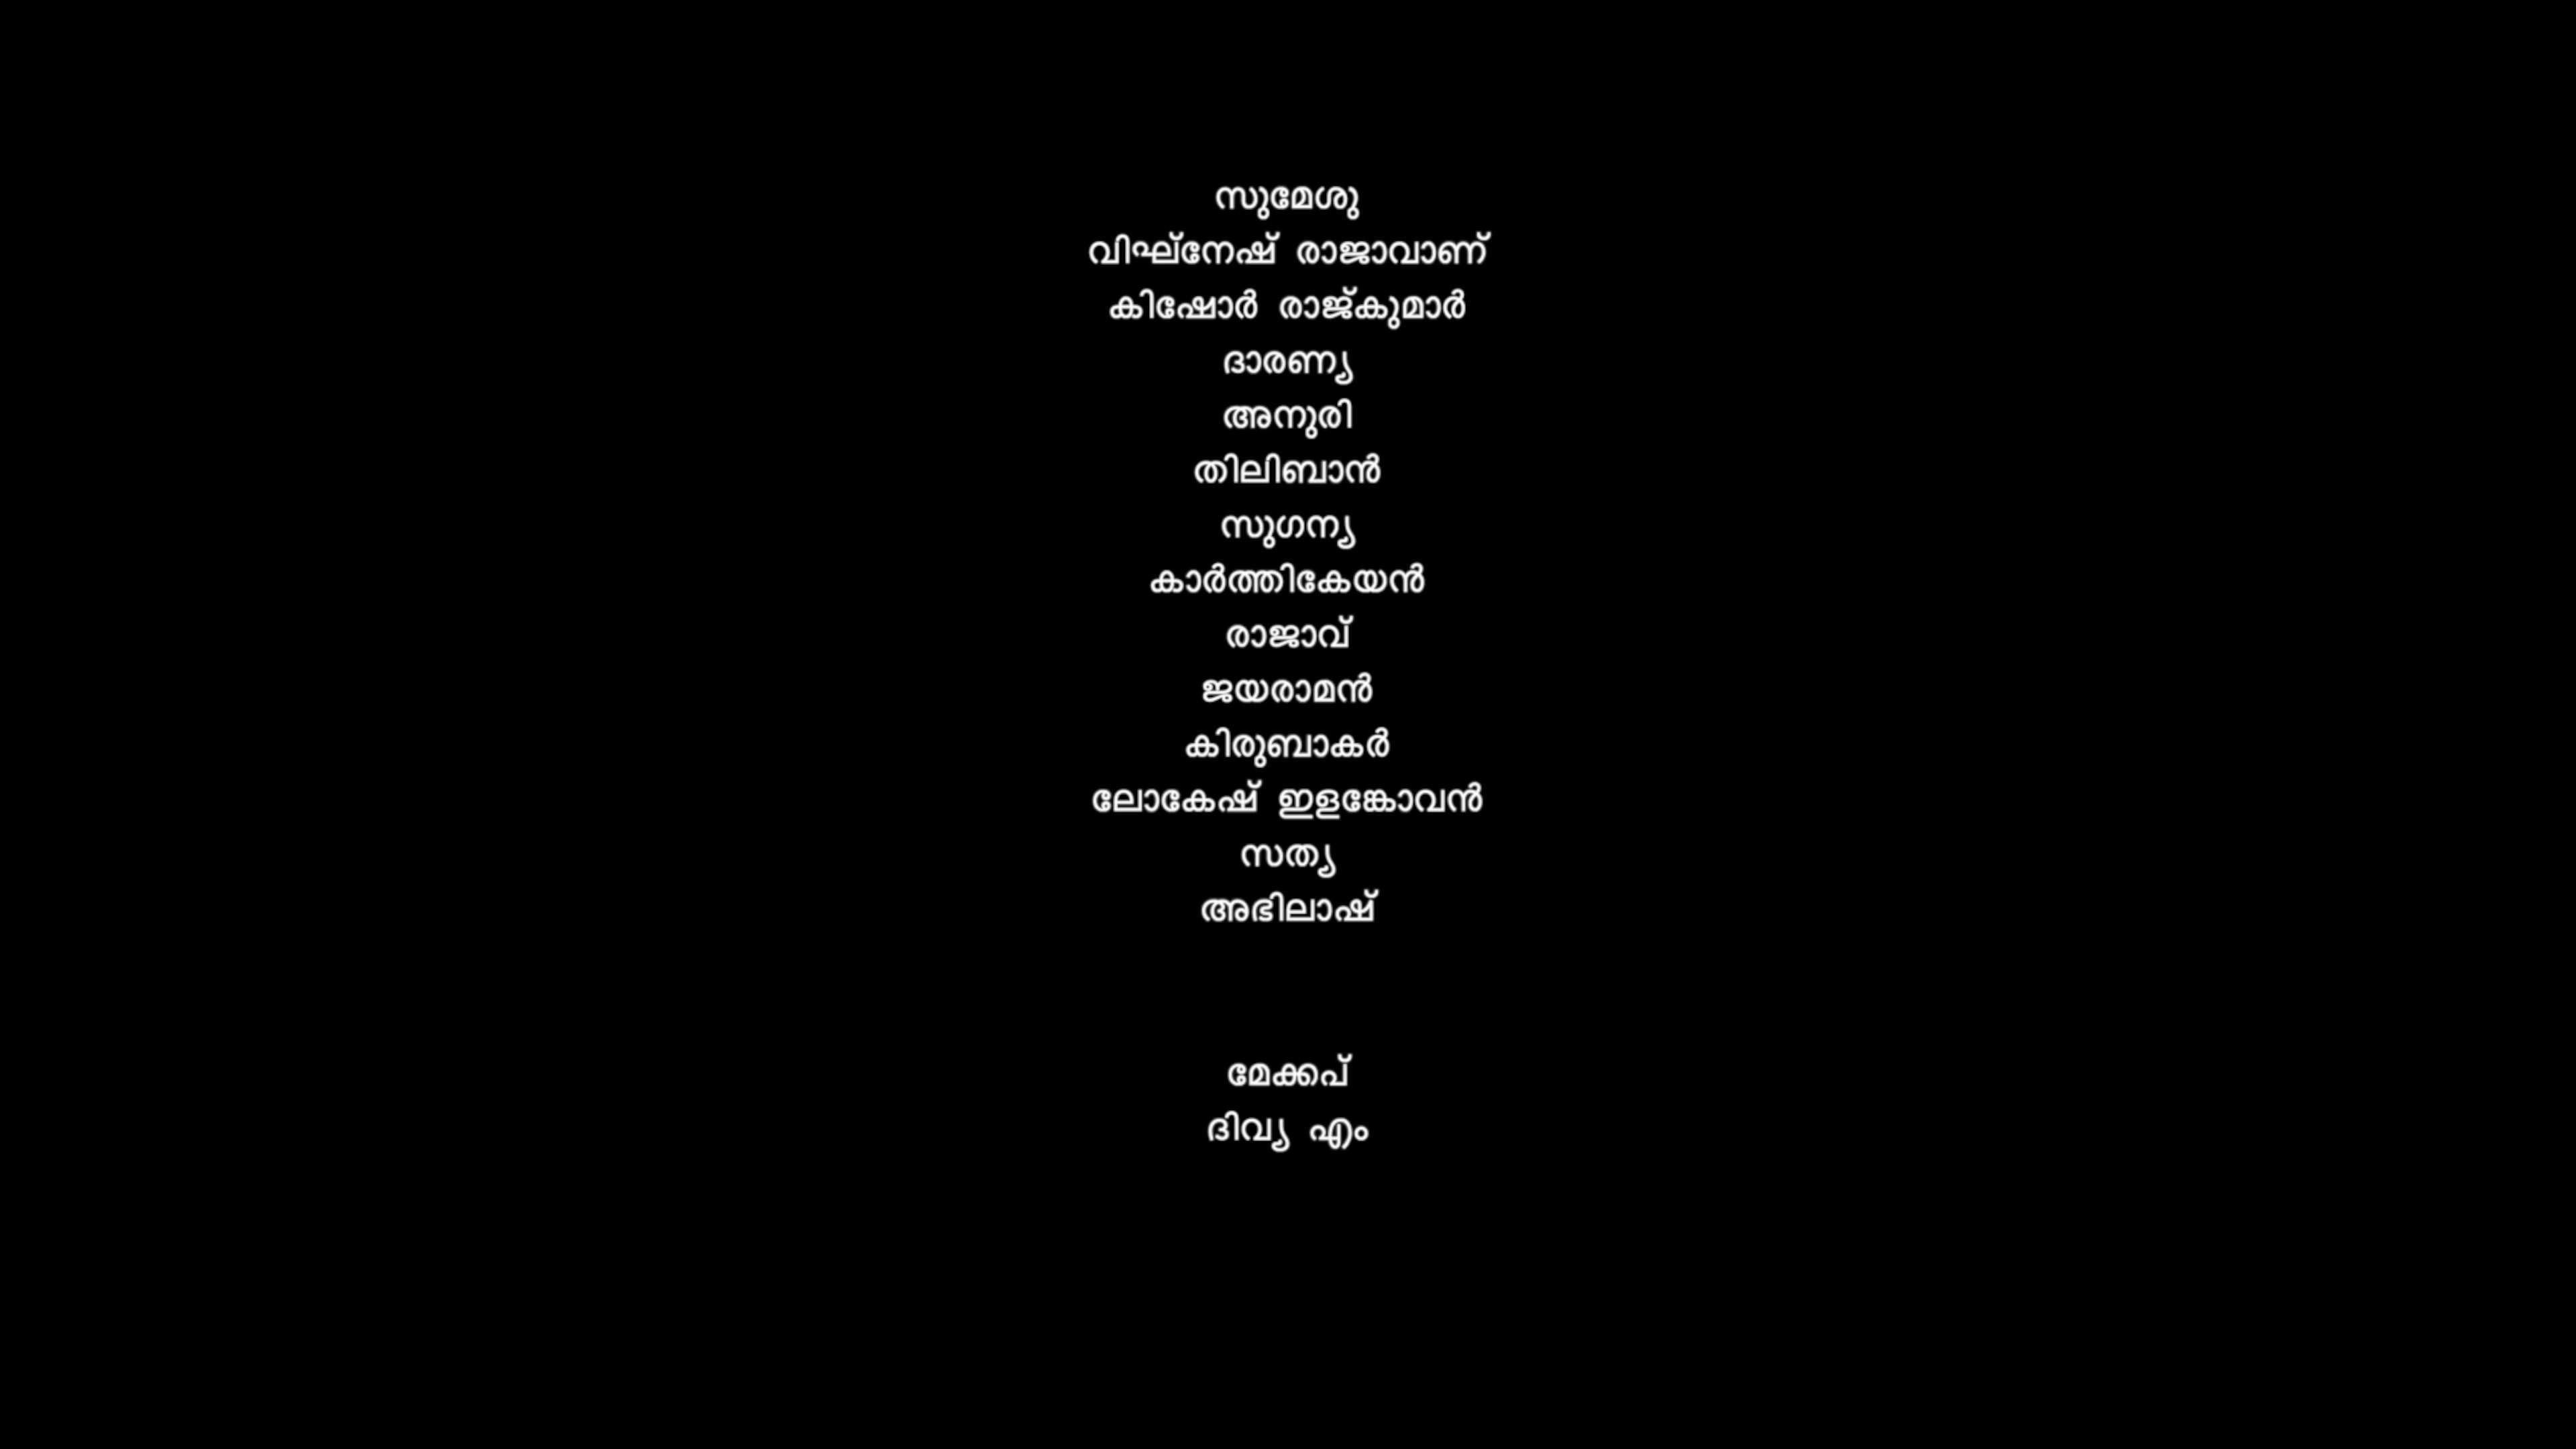 സുമേശു
വിഘ്നേഷ് രാജാവാണ്
കിഷോർ രാജ്കുമാർ
ദാരണ്യ
അനുരി
തിലിബാൻ
സുഗന്യ
കാർത്തികേയൻ
രാജാവ്
ജയരാമൻ
കിരുബാകർ
ലോകേഷ് ഇളങ്കോവൻ
സത്യ
അഭിലാഷ്
മേക്കപ്
ദിവ്യ എം